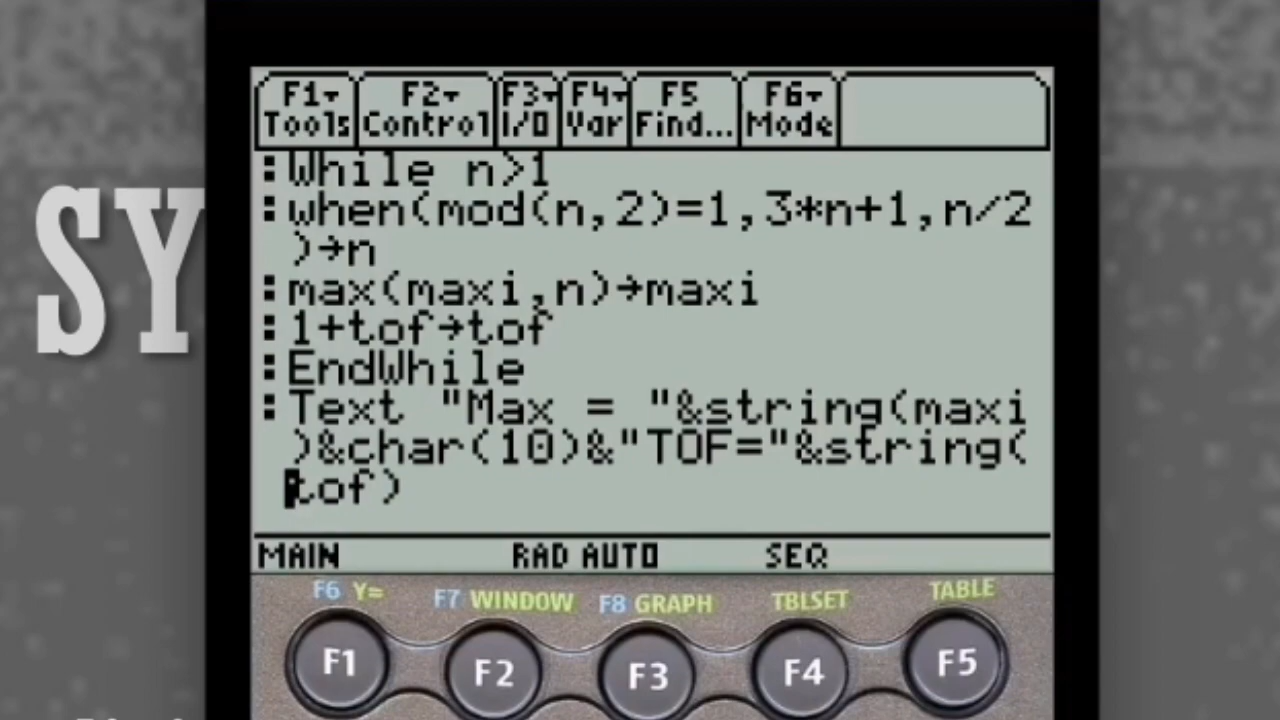 F1▾ F2▾ F3▾ F4▾ F5 F6▾
Tools Control I/O Var Find... Mode
:While n>1
:when(mod(n,2)=1,3*n+1,n/2
)→n
:max(maxi,n)→maxi
:1+tof→tof
:EndWhile
:Text "Max = "&string(maxi
)&char(10)&"TOF="&string(
tof)
MAIN RAD AUTO SEQ
SY
F6 Y= F7 WINDOW F8 GRAPH TBLSET TABLE
F1 F2 F3 F4 F5